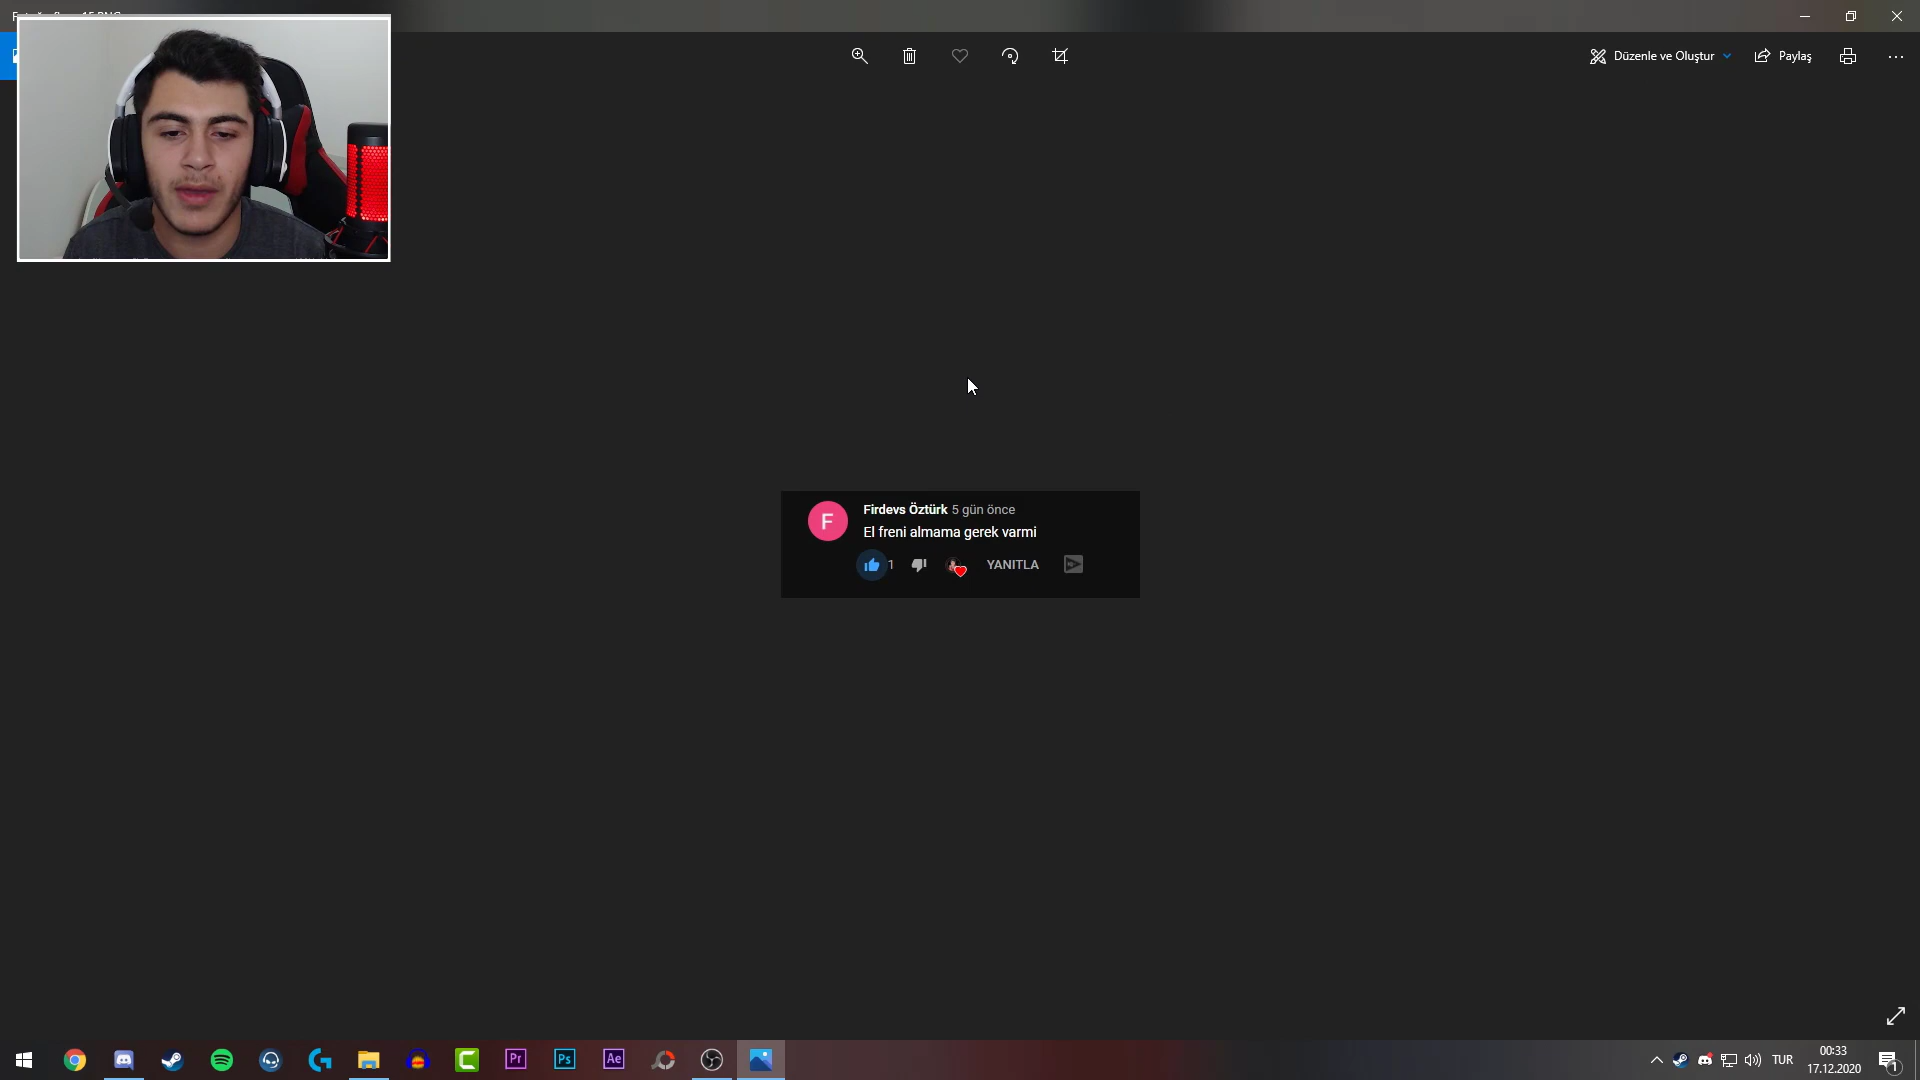 Düzenle ve Oluştur
Paylaş
F
Firdevs Öztürk 5 gün önce
El freni almama gerek varmi
1
YANITLA
Pr
Ps
Ae
TUR
00:33
17.12.2020
1